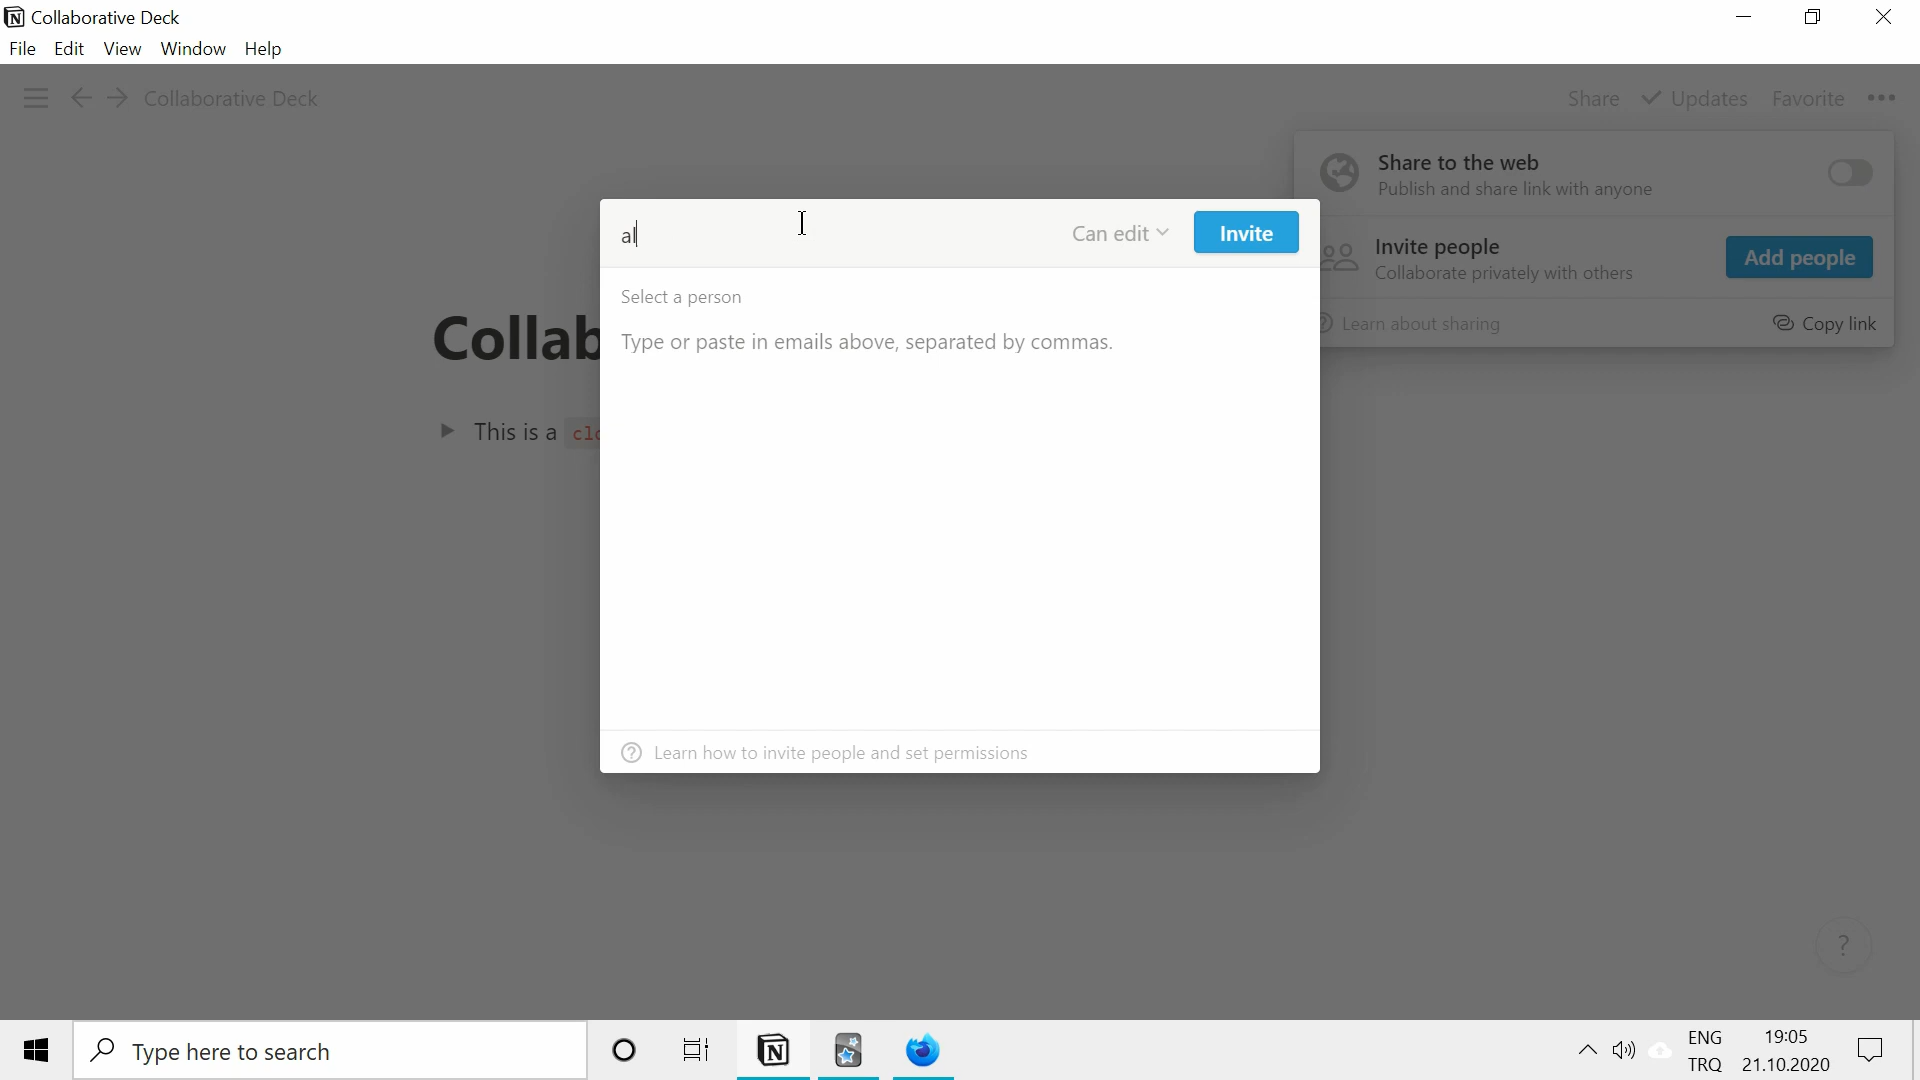 Collaborative Deck
File Edit View Window Help
Collaborative Deck
Share Updates Favorite
Share to the web
Publish and share link with anyone
al
Can edit
Invite
Invite people
Collaborate privately with others
Add people
Select a person
Learn about sharing
Copy link
Type or paste in emails above, separated by commas.
Collab
This is a clo
Learn how to invite people and set permissions
?
Type here to search
ENG
TRQ
19:05
21.10.2020